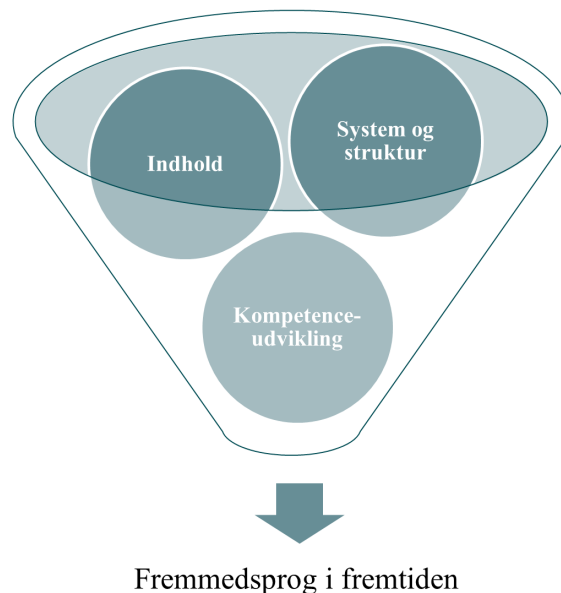 System og
struktur
Indhold
Kompetence-
udvikling
Fremmedsprog i fremtiden